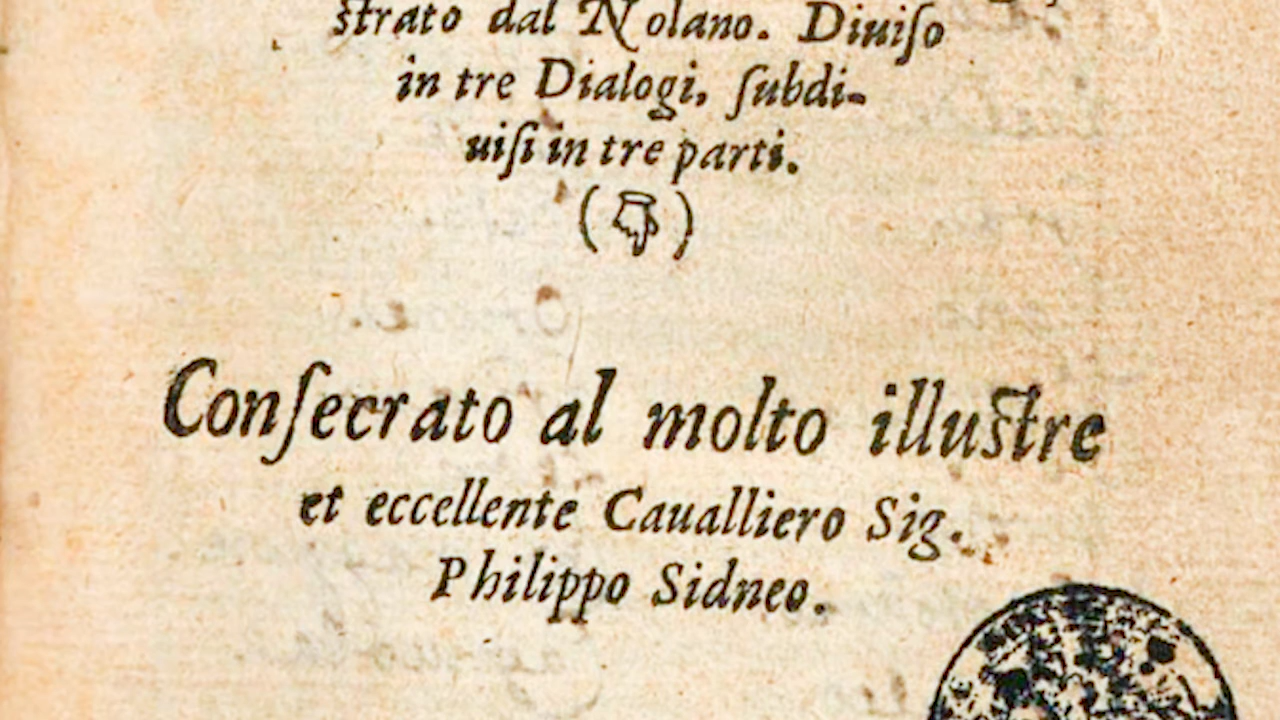 ſtrato dal Nolano. Diuiſo
in tre Dialogi, ſubdi-
uiſi in tre parti.
Conſecrato al molto illuſtre
et eccellente Caualliero Sig.
Philippo Sidneo.